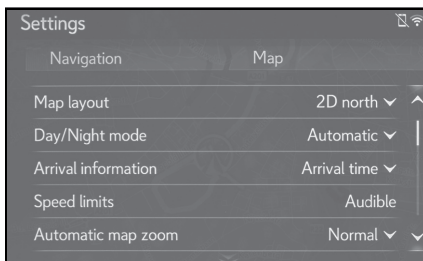 Settings
Navigation Map
Map layout 2D north
Day/Night mode Automatic
Arrival information Arrival time
Speed limits Audible
Automatic map zoom Normal